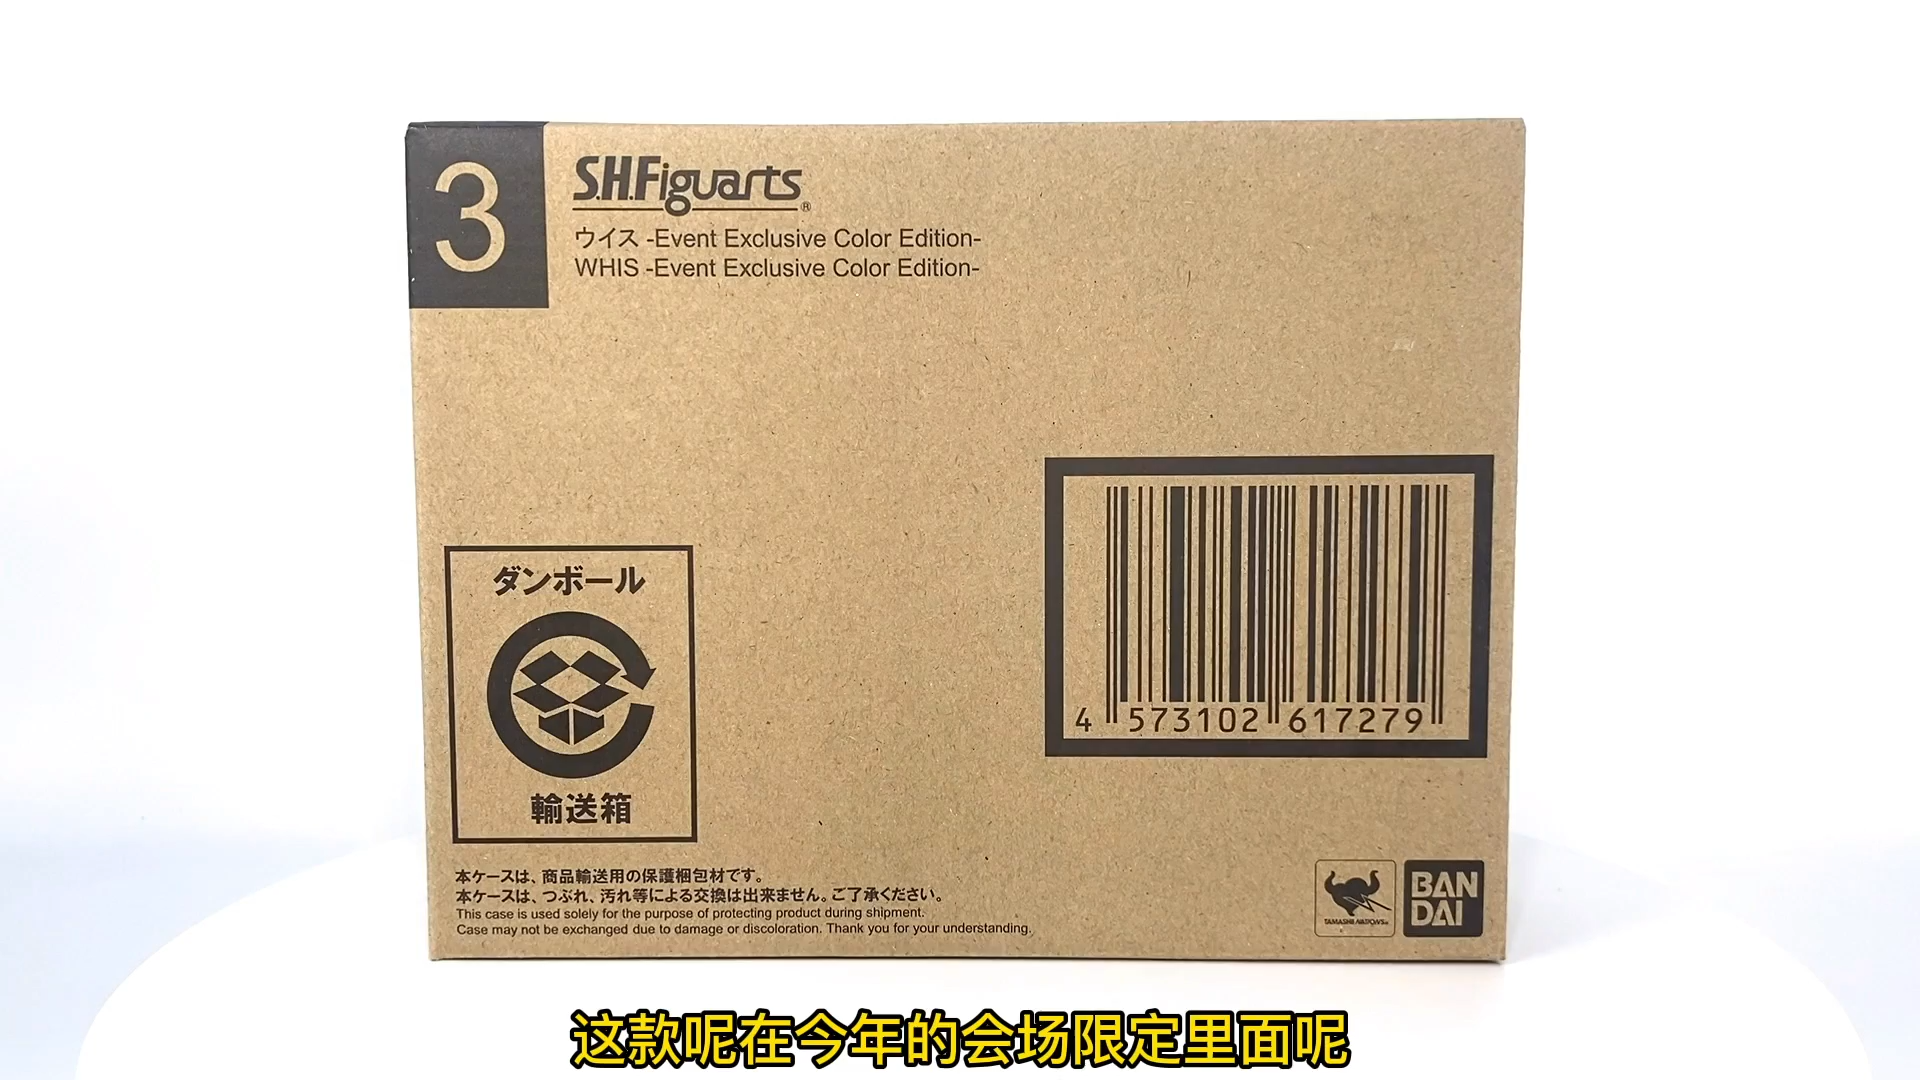 3
S.H.Figuarts®
ウイス -Event Exclusive Color Edition-
WHIS -Event Exclusive Color Edition-
ダンボール
輸送箱
4 573102 617279
本ケースは、商品輸送用の保護梱包材です。
本ケースは、つぶれ、汚れ等による交換は出来ません。ご了承ください。
This case is used solely for the purpose of protecting product during shipment.
Case may not be exchanged due to damage or discoloration. Thank you for your understanding.
TAMASHII NATIONS
BAN
DAI
这款呢在今年的会场限定里面呢